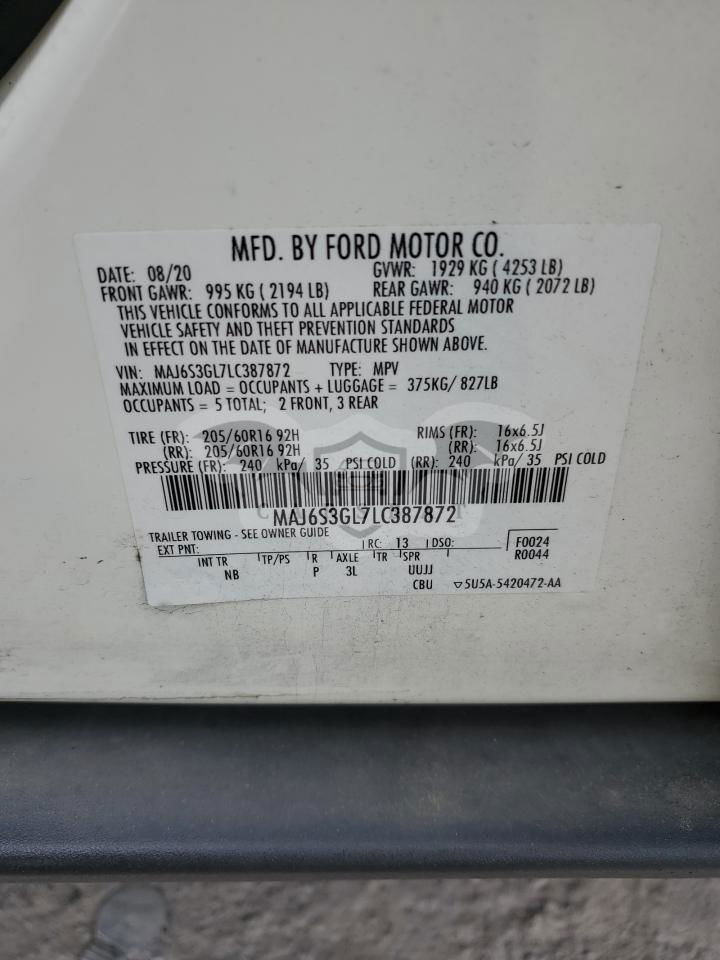 MFD. BY FORD MOTOR CO.
DATE: 08/20 GVWR: 1929 KG ( 4253 LB)
FRONT GAWR: 995 KG ( 2194 LB) REAR GAWR: 940 KG ( 2072 LB)
THIS VEHICLE CONFORMS TO ALL APPLICABLE FEDERAL MOTOR
VEHICLE SAFETY AND THEFT PREVENTION STANDARDS
IN EFFECT ON THE DATE OF MANUFACTURE SHOWN ABOVE.
VIN: MAJ6S3GL7LC387872 TYPE: MPV
MAXIMUM LOAD = OCCUPANTS + LUGGAGE = 375KG/ 827LB
OCCUPANTS = 5 TOTAL; 2 FRONT, 3 REAR
TIRE (FR): 205/60R16 92H RIMS (FR): 16x6.5J
(RR): 205/60R16 92H (RR): 16x6.5J
PRESSURE (FR): 240 kPa/ 35 PSI COLD (RR): 240 kPa/ 35 PSI COLD
MAJ6S3GL7LC387872
TRAILER TOWING - SEE OWNER GUIDE
EXT PNT: RC: 13 DSO: F0024
R0044
INT TR TP/PS R AXLE TR SPR
NB P 3L UUJJ
CBU ▽5U5A-5420472-AA